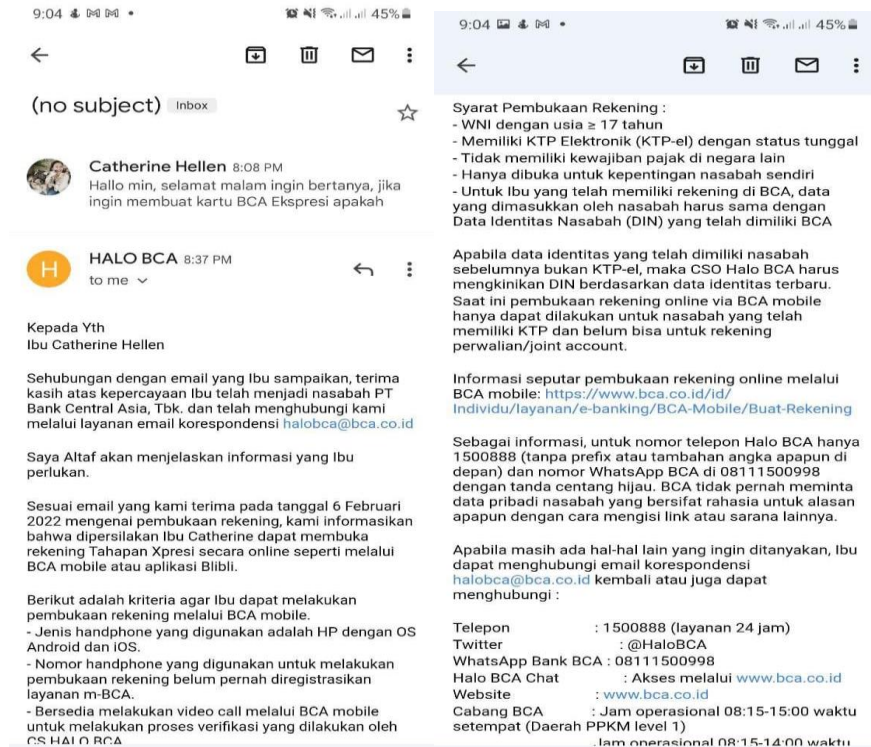 9:04
45%
(no subject) Inbox
Catherine Hellen 8:08 PM
Hallo min, selamat malam ingin bertanya, jika
ingin membuat kartu BCA Ekspresi apakah
H
HALO BCA 8:37 PM
to me
Kepada Yth
Ibu Catherine Hellen
Sehubungan dengan email yang Ibu sampaikan, terima
kasih atas kepercayaan Ibu telah menjadi nasabah PT
Bank Central Asia, Tbk. dan telah menghubungi kami
melalui layanan email korespondensi halobca@bca.co.id
Saya Altaf akan menjelaskan informasi yang Ibu
perlukan.
Sesuai email yang kami terima pada tanggal 6 Februari
2022 mengenai pembukaan rekening, kami informasikan
bahwa dipersilakan Ibu Catherine dapat membuka
rekening Tahapan Xpresi secara online seperti melalui
BCA mobile atau aplikasi Blibli.
Berikut adalah kriteria agar Ibu dapat melakukan
pembukaan rekening melalui BCA mobile.
- Jenis handphone yang digunakan adalah HP dengan OS
Android dan iOS.
- Nomor handphone yang digunakan untuk melakukan
pembukaan rekening belum pernah diregistrasikan
layanan m-BCA.
- Bersedia melakukan video call melalui BCA mobile
untuk melakukan proses verifikasi yang dilakukan oleh
CS HALO BCA
9:04
45%
Syarat Pembukaan Rekening :
- WNI dengan usia ≥ 17 tahun
- Memiliki KTP Elektronik (KTP-el) dengan status tunggal
- Tidak memiliki kewajiban pajak di negara lain
- Hanya dibuka untuk kepentingan nasabah sendiri
- Untuk Ibu yang telah memiliki rekening di BCA, data
yang dimasukkan oleh nasabah harus sama dengan
Data Identitas Nasabah (DIN) yang telah dimiliki BCA
Apabila data identitas yang telah dimiliki nasabah
sebelumnya bukan KTP-el, maka CSO Halo BCA harus
mengkinikan DIN berdasarkan data identitas terbaru.
Saat ini pembukaan rekening online via BCA mobile
hanya dapat dilakukan untuk nasabah yang telah
memiliki KTP dan belum bisa untuk rekening
perwalian/joint account.
Informasi seputar pembukaan rekening online melalui
BCA mobile: https://www.bca.co.id/id/
Individu/layanan/e-banking/BCA-Mobile/Buat-Rekening
Sebagai informasi, untuk nomor telepon Halo BCA hanya
1500888 (tanpa prefix atau tambahan angka apapun di
depan) dan nomor WhatsApp BCA di 08111500998
dengan tanda centang hijau. BCA tidak pernah meminta
data pribadi nasabah yang bersifat rahasia untuk alasan
apapun dengan cara mengisi link atau sarana lainnya.
Apabila masih ada hal-hal lain yang ingin ditanyakan, Ibu
dapat menghubungi email korespondensi
halobca@bca.co.id kembali atau juga dapat
menghubungi :
Telepon : 1500888 (layanan 24 jam)
Twitter : @HaloBCA
WhatsApp Bank BCA : 08111500998
Halo BCA Chat : Akses melalui www.bca.co.id
Website : www.bca.co.id
Cabang BCA : Jam operasional 08:15-15:00 waktu
setempat (Daerah PPKM level 1)
Jam operasional 08:15-14:00 waktu